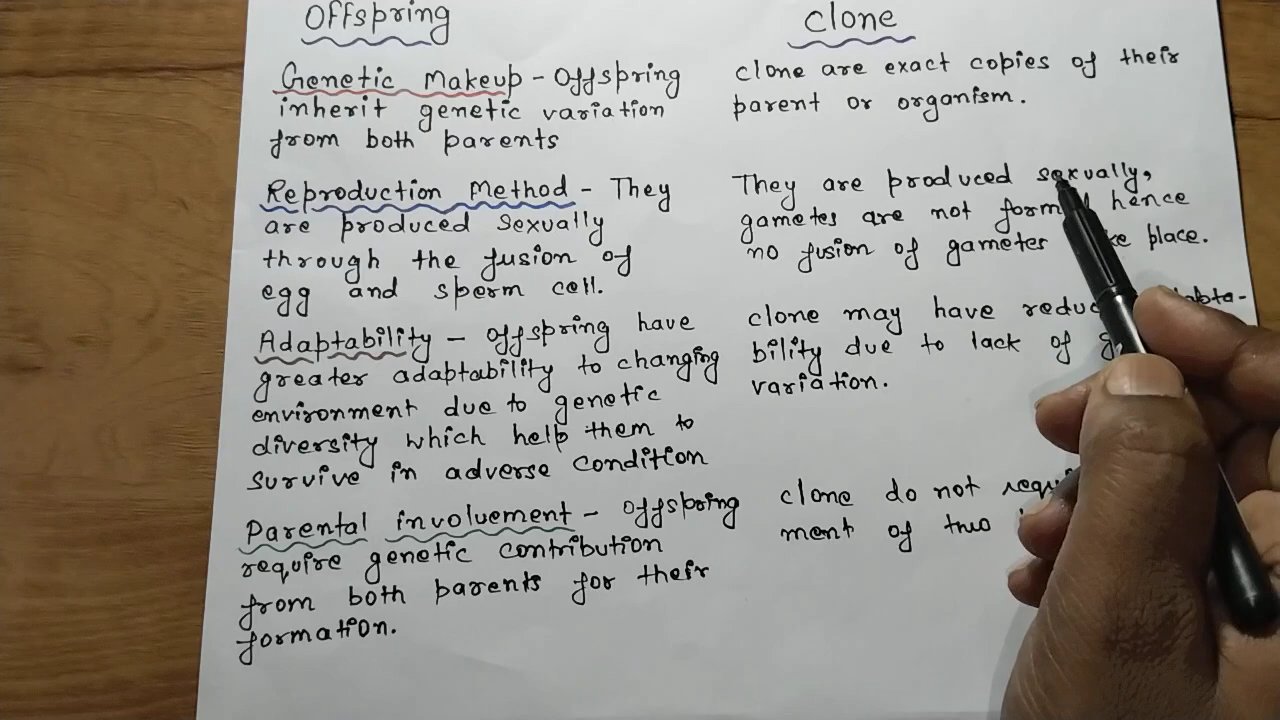 Offspring
Genetic Makeup - Offspring
inherit genetic variation
from both parents
Reproduction Method - They
are produced sexually
through the fusion of
egg and sperm cell.
Adaptability - offspring have
greater adaptability to changing
environment due to genetic
diversity which help them to
survive in adverse condition
Parental involvement - offspring
require genetic contribution
from both parents for their
formation.
Clone
clone are exact copies of their
parent or organism.
They are produced sexually,
gametes are not hence
no fusion of gametes place.
clone may have
bility due to lack of
variation.
clone do not
ment of two